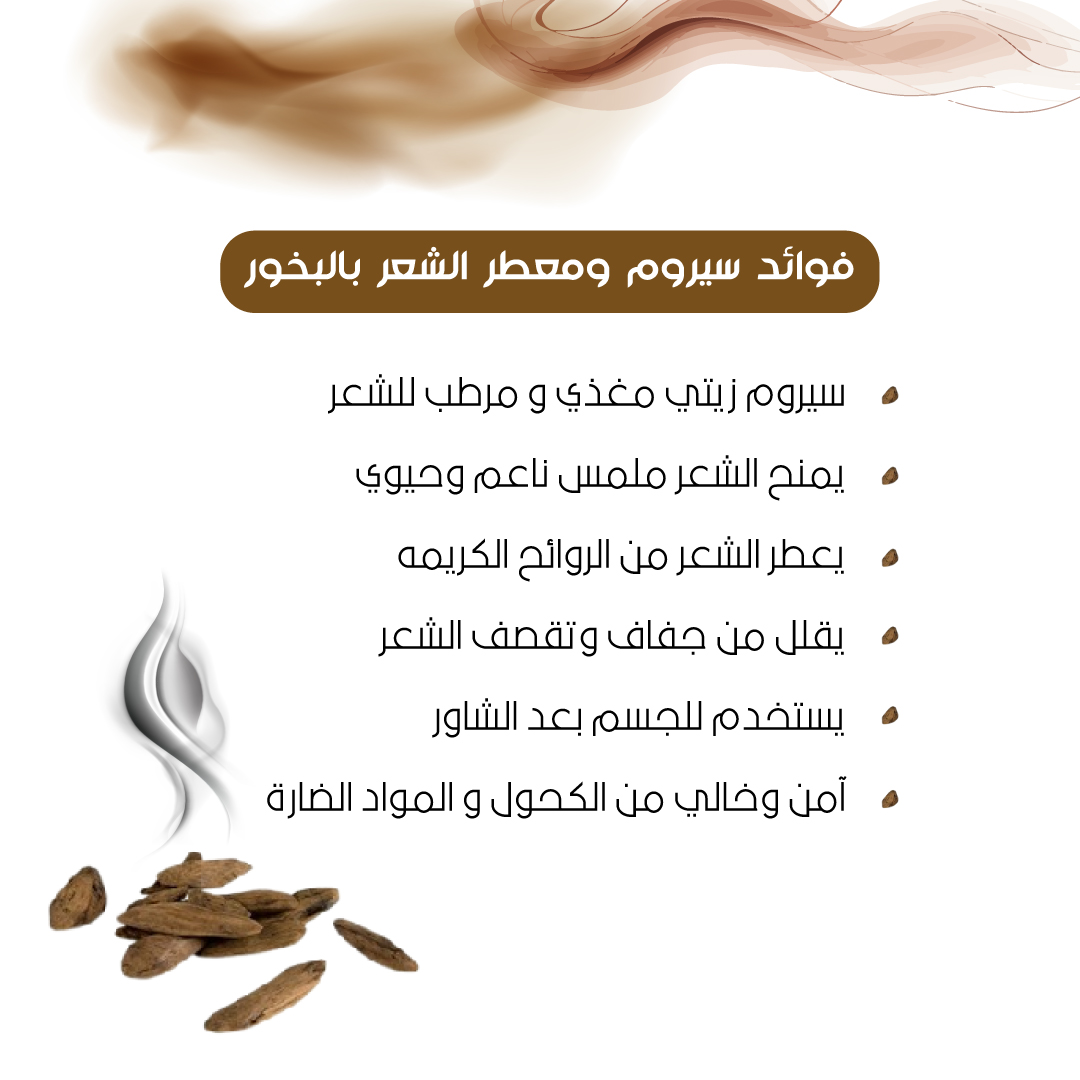 فوائد سيروم ومعطر الشعر بالبخور
سيروم زيتي مغذي و مرطب للشعر
يمنح الشعر ملمس ناعم وحيوي
يعطر الشعر من الروائح الكريمه
يقلل من جفاف وتقصف الشعر
يستخدم للجسم بعد الشاور
آمن وخالي من الكحول و المواد الضارة